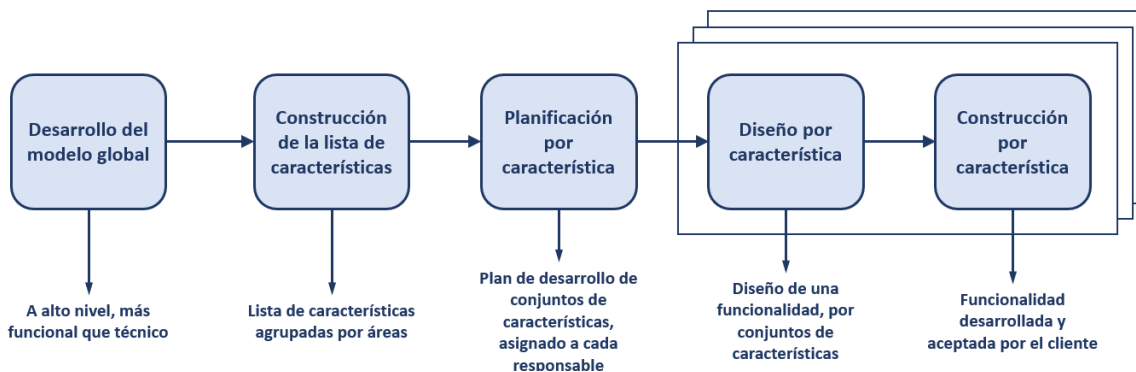 Desarrollo del
modelo global
Construcción
de la lista de
características
Planificación
por
característica
Diseño por
característica
Construcción
por
característica
A alto nivel, más
funcional que técnico
Lista de características
agrupadas por áreas
Plan de desarrollo de
conjuntos de
características,
asignado a cada
responsable
Diseño de una
funcionalidad, por
conjuntos de
características
Funcionalidad
desarrollada y
aceptada por el cliente